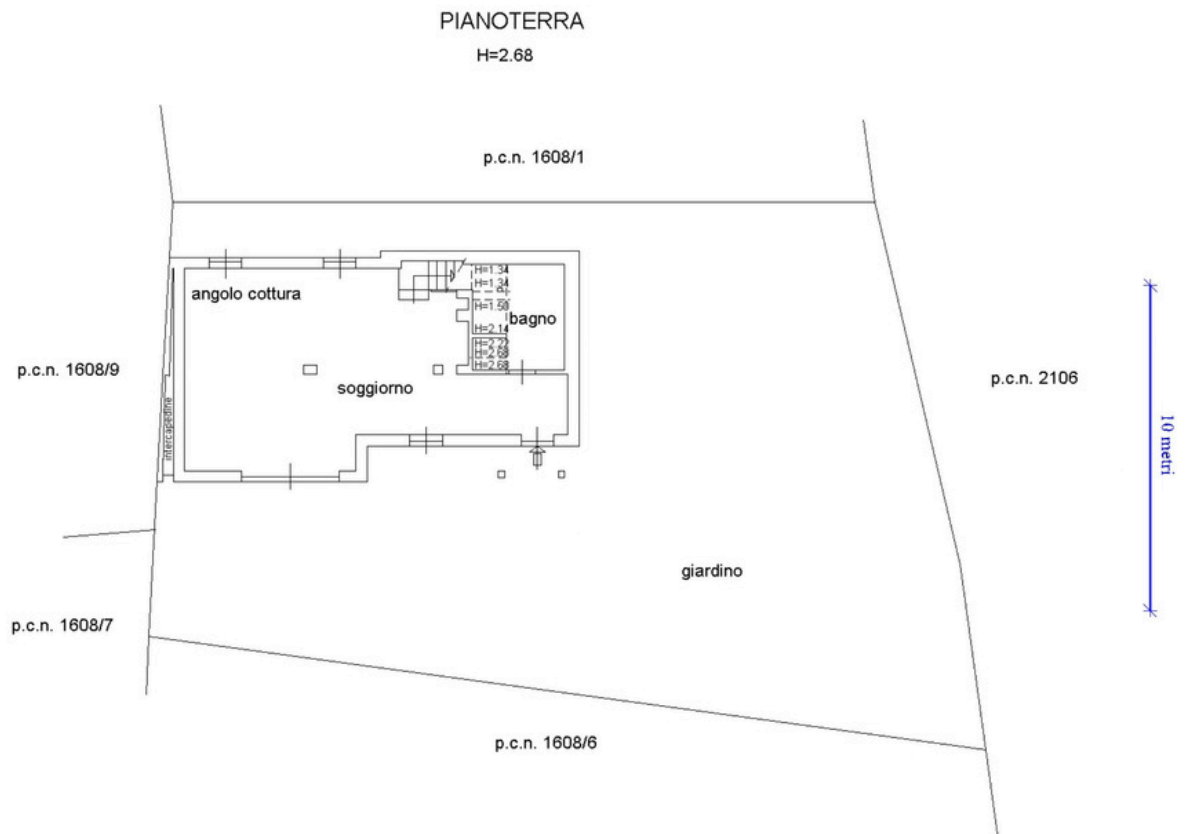 PIANOTERRA
H=2.68
p.c.n. 1608/1
H=1.34
H=1.34
angolo cottura
H=1.50
bagno
H=2.14
H=2.22
H=2.68
H=2.68
p.c.n. 1608/9
soggiorno
p.c.n. 2106
intercapedine
10 metri
giardino
p.c.n. 1608/7
p.c.n. 1608/6